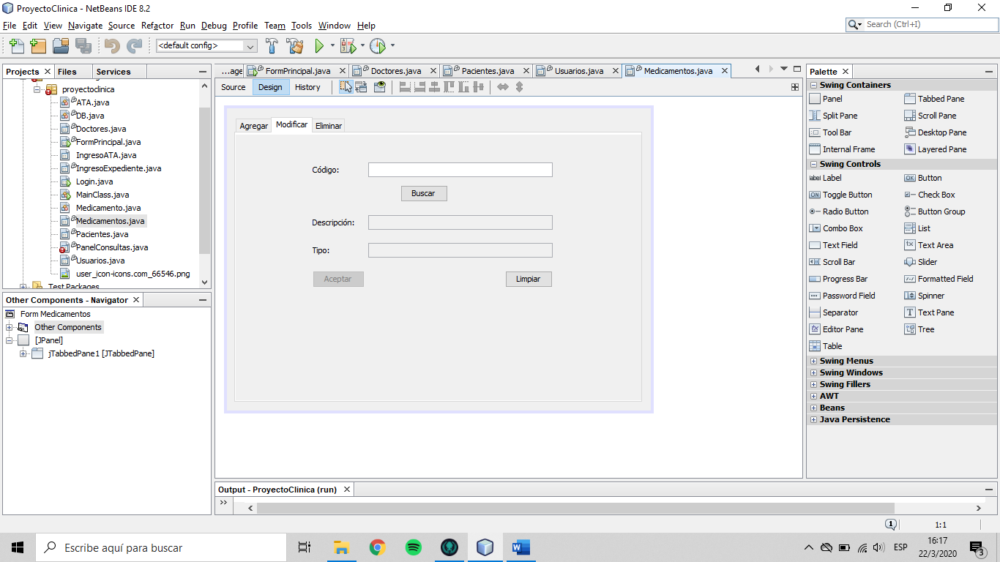 ProyectoClinica - NetBeans IDE 8.2
File Edit View Navigate Source Refactor Run Debug Profile Team Tools Window Help
Search (Ctrl+I)
<default config>
Projects Files Services
proyectoclinica
ATA.java
DB.java
Doctores.java
FormPrincipal.java
IngresoATA.java
IngresoExpediente.java
Login.java
MainClass.java
Medicamento.java
Medicamentos.java
Pacientes.java
PanelConsultas.java
Usuarios.java
user_icon-icons.com_66546.png
Test Packages
Other Components - Navigator
Form Medicamentos
Other Components
[JPanel]
jTabbedPane1 [JTabbedPane]
...age FormPrincipal.java Doctores.java Pacientes.java Usuarios.java Medicamentos.java
Source Design History
Agregar Modificar Eliminar
Código:
Buscar
Descripción:
Tipo:
Aceptar Limpiar
Output - ProyectoClinica (run)
Palette
Swing Containers
Panel Tabbed Pane
Split Pane Scroll Pane
Tool Bar Desktop Pane
Internal Frame Layered Pane
Swing Controls
label Label OK Button
ON Toggle Button Check Box
Radio Button Button Group
Combo Box List
Text Field tx Text Area
Scroll Bar Slider
Progress Bar Formatted Field
Password Field Spinner
Separator T Text Pane
Editor Pane Tree
Table
Swing Menus
Swing Windows
Swing Fillers
AWT
Beans
Java Persistence
1 1:1
Escribe aquí para buscar
ESP
16:17
22/3/2020
3